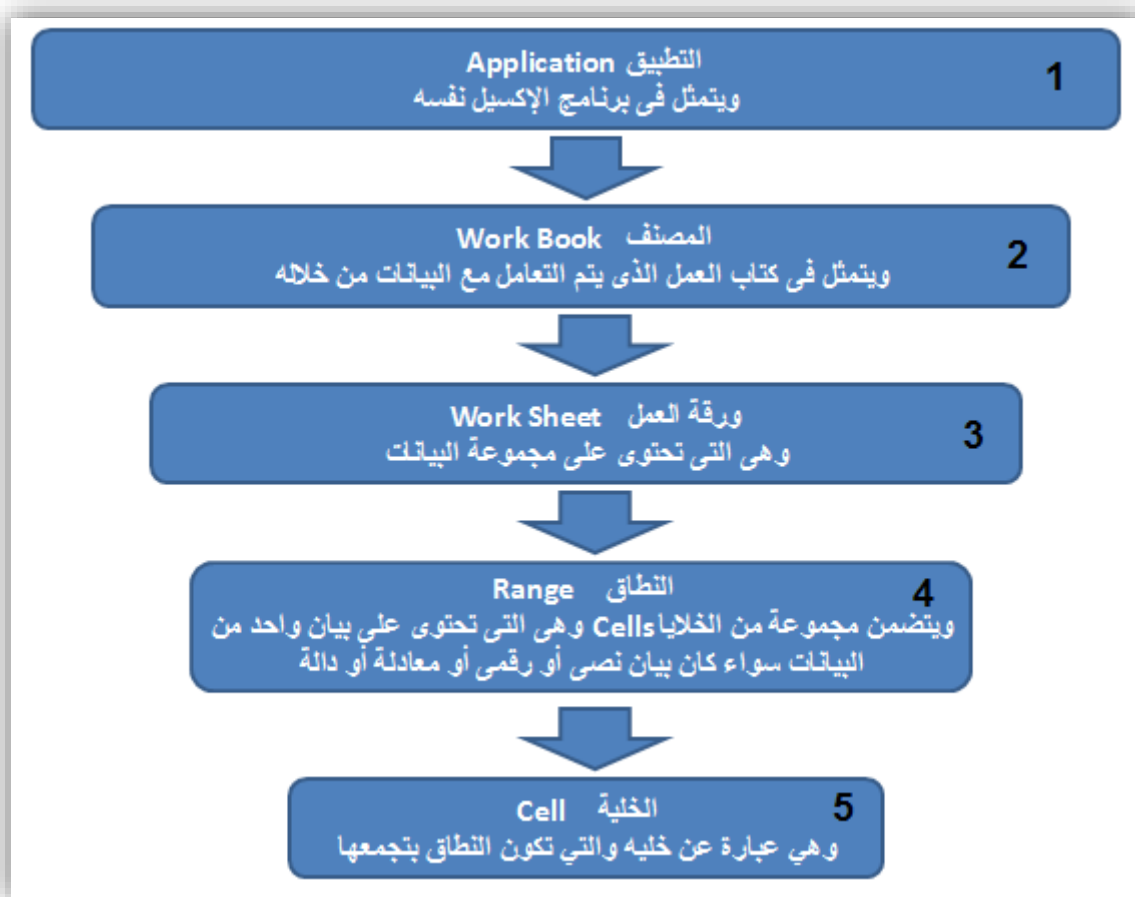 التطبيق Application
1
ويتمثل فى برنامج الإكسيل نفسه
المصنف Work Book
2
ويتمثل فى كتاب العمل الذى يتم التعامل مع البيانات من خلاله
ورقة العمل Work Sheet
3
وهى التى تحتوى على مجموعة البيانات
النطاق Range
4
ويتضمن مجموعة من الخلايا Cells وهى التى تحتوى على بيان واحد من
البيانات سواء كان بيان نصى أو رقمى أو معادلة أو دالة
الخلية Cell
5
وهي عبارة عن خليه والتي تكون النطاق بتجمعها